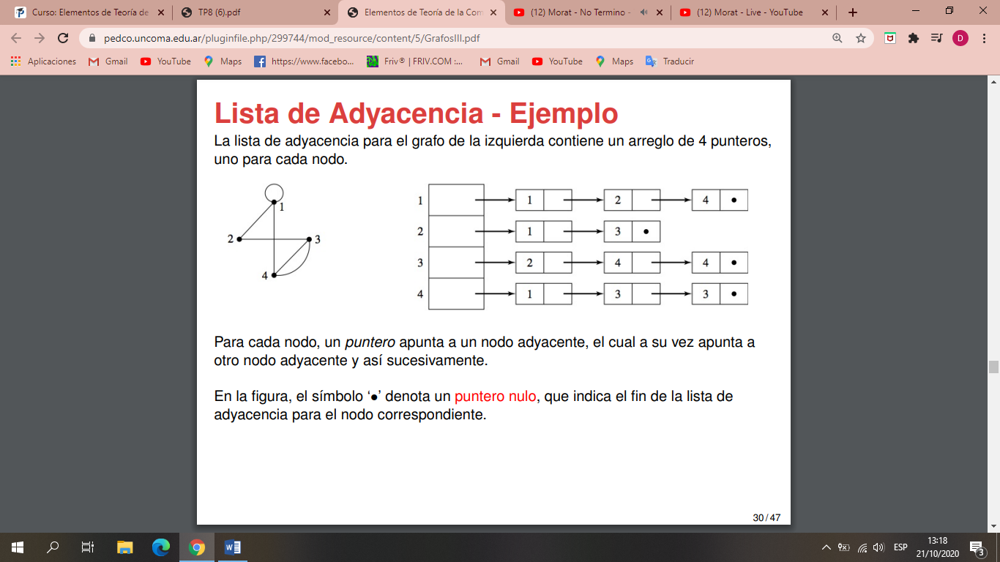 Curso: Elementos de Teoría de
TP8 (6).pdf
Elementos de Teoría de la Com
(12) Morat - No Termino -
(12) Morat - Live - YouTube
pedco.uncoma.edu.ar/pluginfile.php/299744/mod_resource/content/5/GrafosIII.pdf
D
Aplicaciones
Gmail
YouTube
Maps
https://www.facebo...
Friv® | FRIV.COM :...
Gmail
YouTube
Maps
Traducir
Lista de Adyacencia - Ejemplo
La lista de adyacencia para el grafo de la izquierda contiene un arreglo de 4 punteros,
uno para cada nodo.
1
2 3
4
1 1 2 4 •
2 1 3 •
3 2 4 4 •
4 1 3 3 •
Para cada nodo, un puntero apunta a un nodo adyacente, el cual a su vez apunta a
otro nodo adyacente y así sucesivamente.
En la figura, el símbolo ‘•’ denota un puntero nulo, que indica el fin de la lista de
adyacencia para el nodo correspondiente.
30 / 47
ESP
13:18
21/10/2020
3